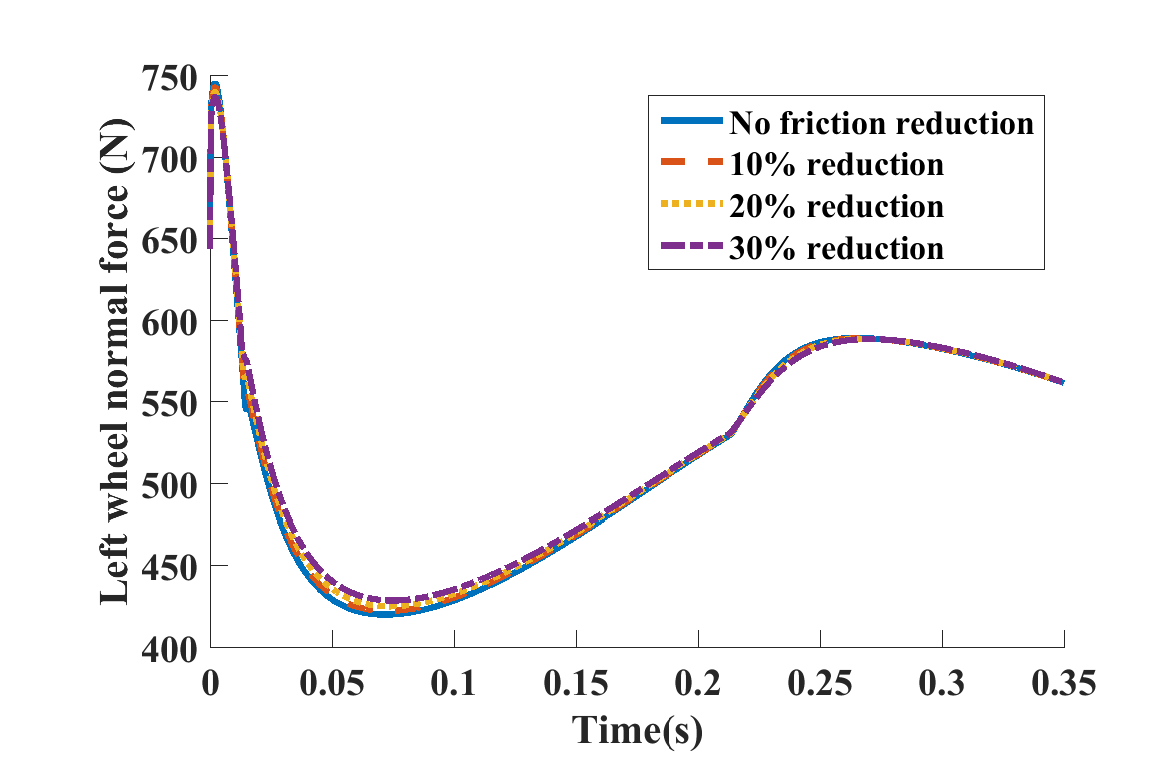 Left wheel normal force (N)
750
700
650
600
550
500
450
400
No friction reduction
10% reduction
20% reduction
30% reduction
0 0.05 0.1 0.15 0.2 0.25 0.3 0.35
Time(s)